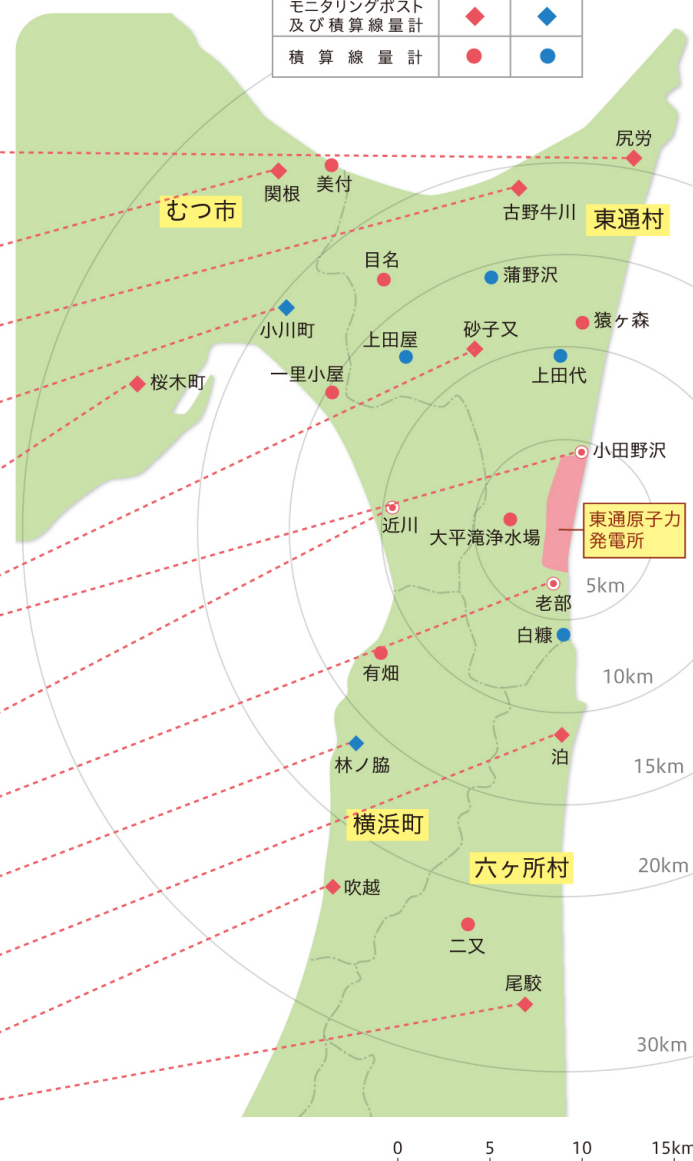 モニタリングポスト
及び積算線量計
積算線量計
尻労
関根
美付
むつ市
古野牛川
東通村
目名
蒲野沢
小川町
上田屋
砂子又
猿ヶ森
一里小屋
上田代
桜木町
小田野沢
近川
大平滝浄水場
東通原子力
発電所
老部
5km
白糠
有畑
10km
林ノ脇
泊
15km
横浜町
20km
六ヶ所村
吹越
二又
尾駮
30km
0 5 10 15km